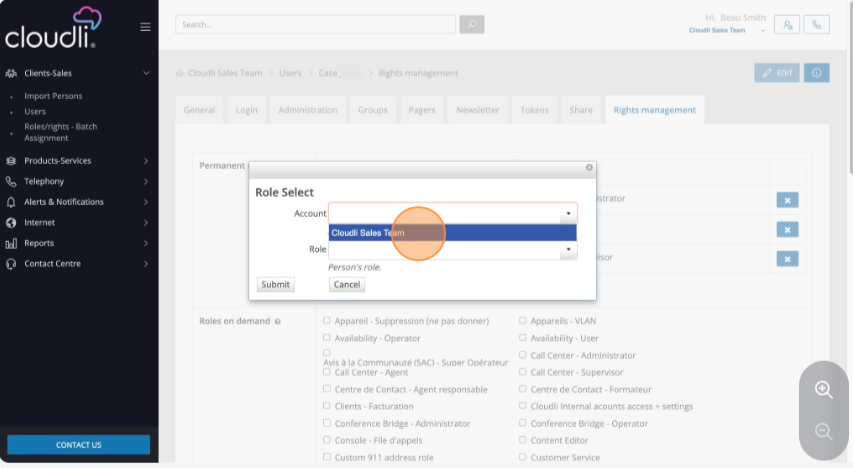 cloudli.
Search...
Hi, Beau Smith
Cloudli Sales Team
Clients-Sales
Import Persons
Users
Roles/rights - Batch
Assignment
Products-Services
Telephony
Alerts & Notifications
Internet
Reports
Contact Centre
CONTACT US
Cloudli Sales Team > Users > Case > Rights management
EDIT
General
Login
Administration
Groups
Pagers
Newsletter
Tokens
Share
Rights management
Permanent
Role Select
Account
Cloudli Sales Team
Role
Person's role.
Submit
Cancel
Roles on demand
Appareil - Suppression (ne pas donner)
Appareils - VLAN
Availability - Operator
Availability - User
Avis à la Communauté (SAC) - Super Opérateur
Call Center - Administrator
Call Center - Agent
Call Center - Supervisor
Centre de Contact - Agent responsable
Centre de Contact - Formateur
Clients - Facturation
Cloudli Internal acounts access + settings
Conference Bridge - Administrator
Conference Bridge - Operator
Console - File d'appels
Content Editor
Custom 911 address role
Customer Service